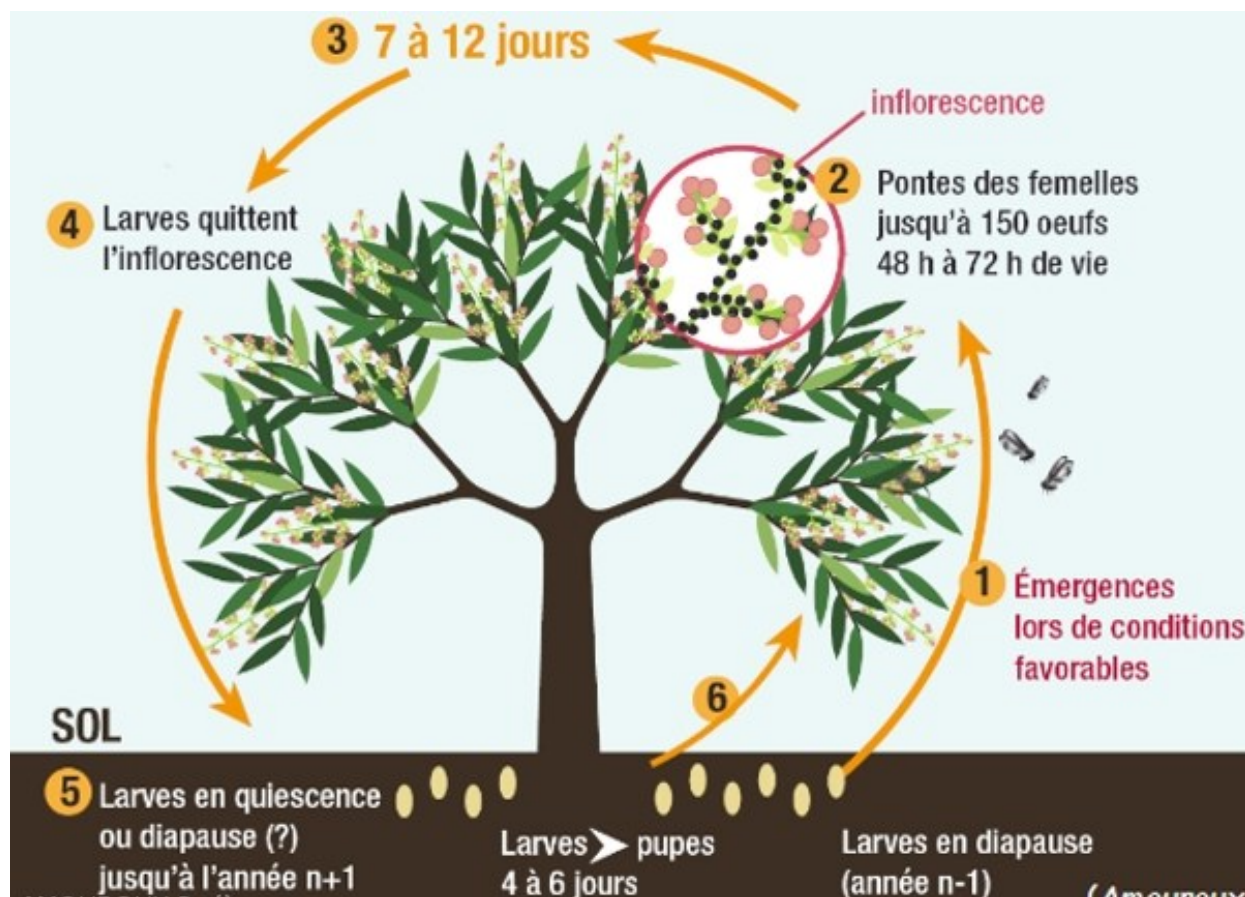 3 7 à 12 jours
inflorescence
2 Pontes des femelles
jusqu'à 150 oeufs
48 h à 72 h de vie
4 Larves quittent
l'inflorescence
1 Émergences
lors de conditions
favorables
6
SOL
5 Larves en quiescence
ou diapause (?)
jusqu'à l'année n+1
Larves > pupes
4 à 6 jours
Larves en diapause
(année n-1)